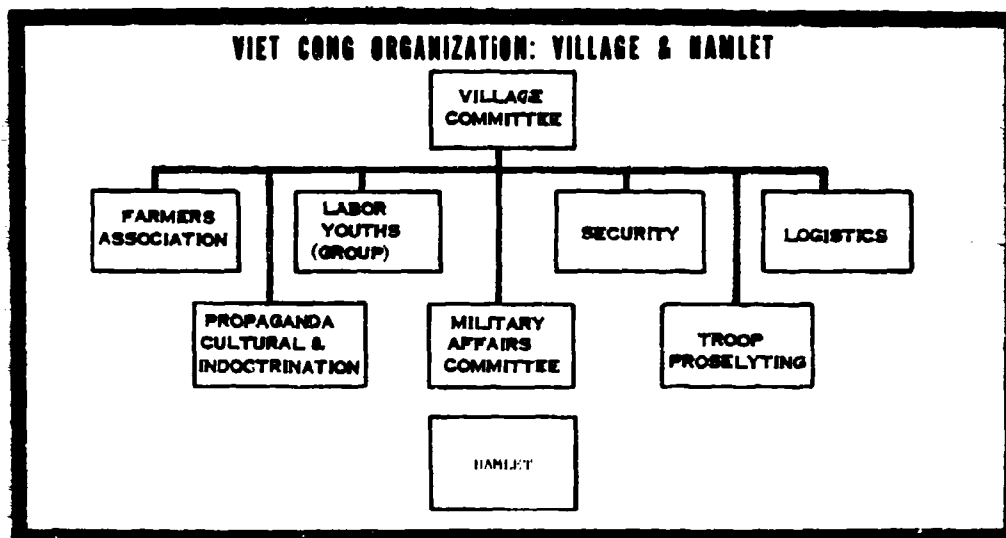 VIET CONG ORGANIZATION: VILLAGE & HAMLET
VILLAGE
COMMITTEE
FARMERS
ASSOCIATION
LABOR
YOUTHS
(GROUP)
SECURITY
LOGISTICS
PROPAGANDA
CULTURAL &
INDOCTRINATION
MILITARY
AFFAIRS
COMMITTEE
TROOP
PROSELYTING
HAMLET